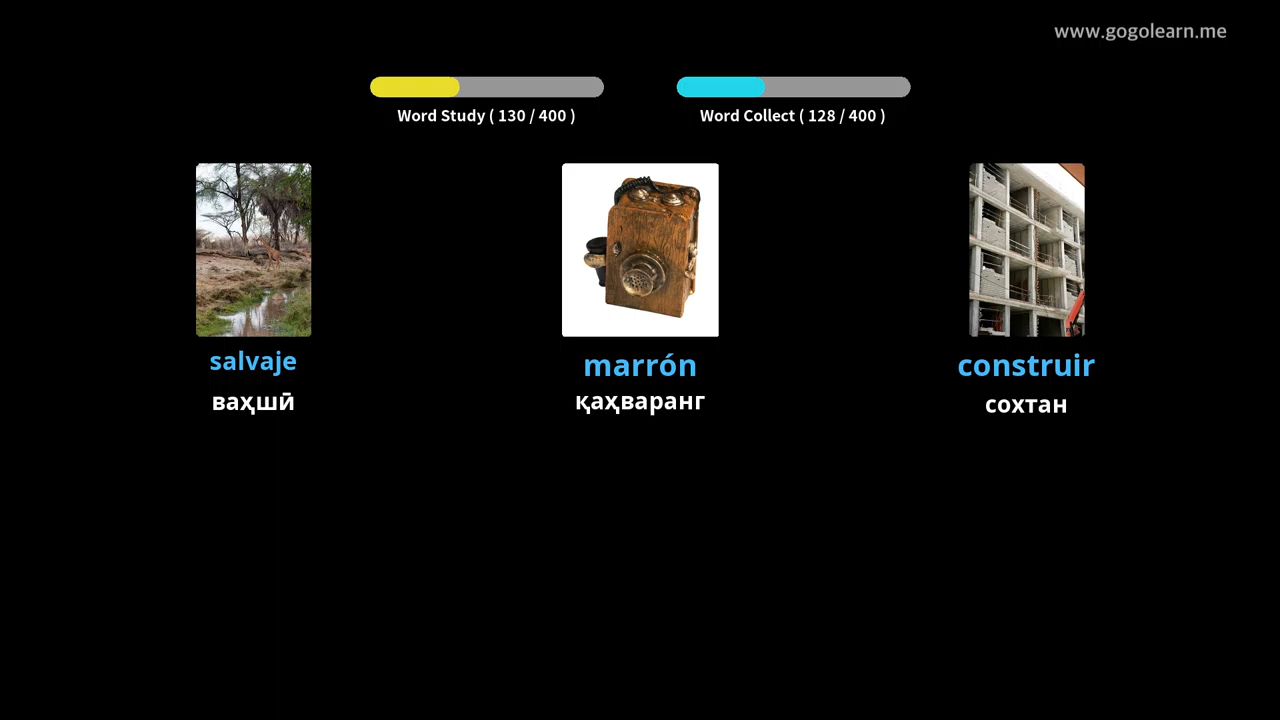 www.gogolearn.me
Word Study ( 130 / 400 )
Word Collect ( 128 / 400 )
salvaje
ваҳшӣ
marrón
қаҳваранг
construir
сохтан